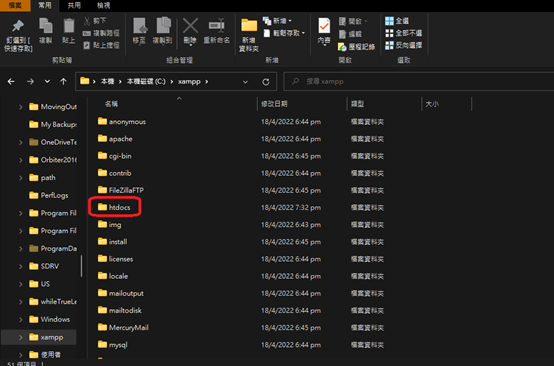 檔案 常用 共用 檢視
釘選到 [
快速存取]
複製
貼上
剪下
複製路徑
貼上捷徑
移至
複製到
刪除
重新命名
新增
資料夾
新增
輕鬆存取
內容
開啟
編輯
歷程記錄
全選
全部不選
反向選擇
剪貼簿 組合管理 新增 開啟 選取
本機 › 本機磁碟 (C:) › xampp ›
搜尋 xampp
名稱 修改日期 類型 大小
MovingOut
My Backups
OneDriveTe
Orbiter2016
path
PerfLogs
Program Fil
Program Fil
ProgramDa
SDRV
US
whileTrueLe
Windows
xampp
使用者
anonymous 18/4/2022 6:44 pm 檔案資料夾
apache 18/4/2022 6:44 pm 檔案資料夾
cgi-bin 18/4/2022 6:45 pm 檔案資料夾
contrib 18/4/2022 6:44 pm 檔案資料夾
FileZillaFTP 18/4/2022 6:45 pm 檔案資料夾
htdocs 18/4/2022 7:32 pm 檔案資料夾
img 18/4/2022 6:43 pm 檔案資料夾
install 18/4/2022 6:45 pm 檔案資料夾
licenses 18/4/2022 6:44 pm 檔案資料夾
locale 18/4/2022 6:44 pm 檔案資料夾
mailoutput 18/4/2022 6:44 pm 檔案資料夾
mailtodisk 18/4/2022 6:44 pm 檔案資料夾
MercuryMail 18/4/2022 6:45 pm 檔案資料夾
mysql 18/4/2022 6:44 pm 檔案資料夾
51 個項目